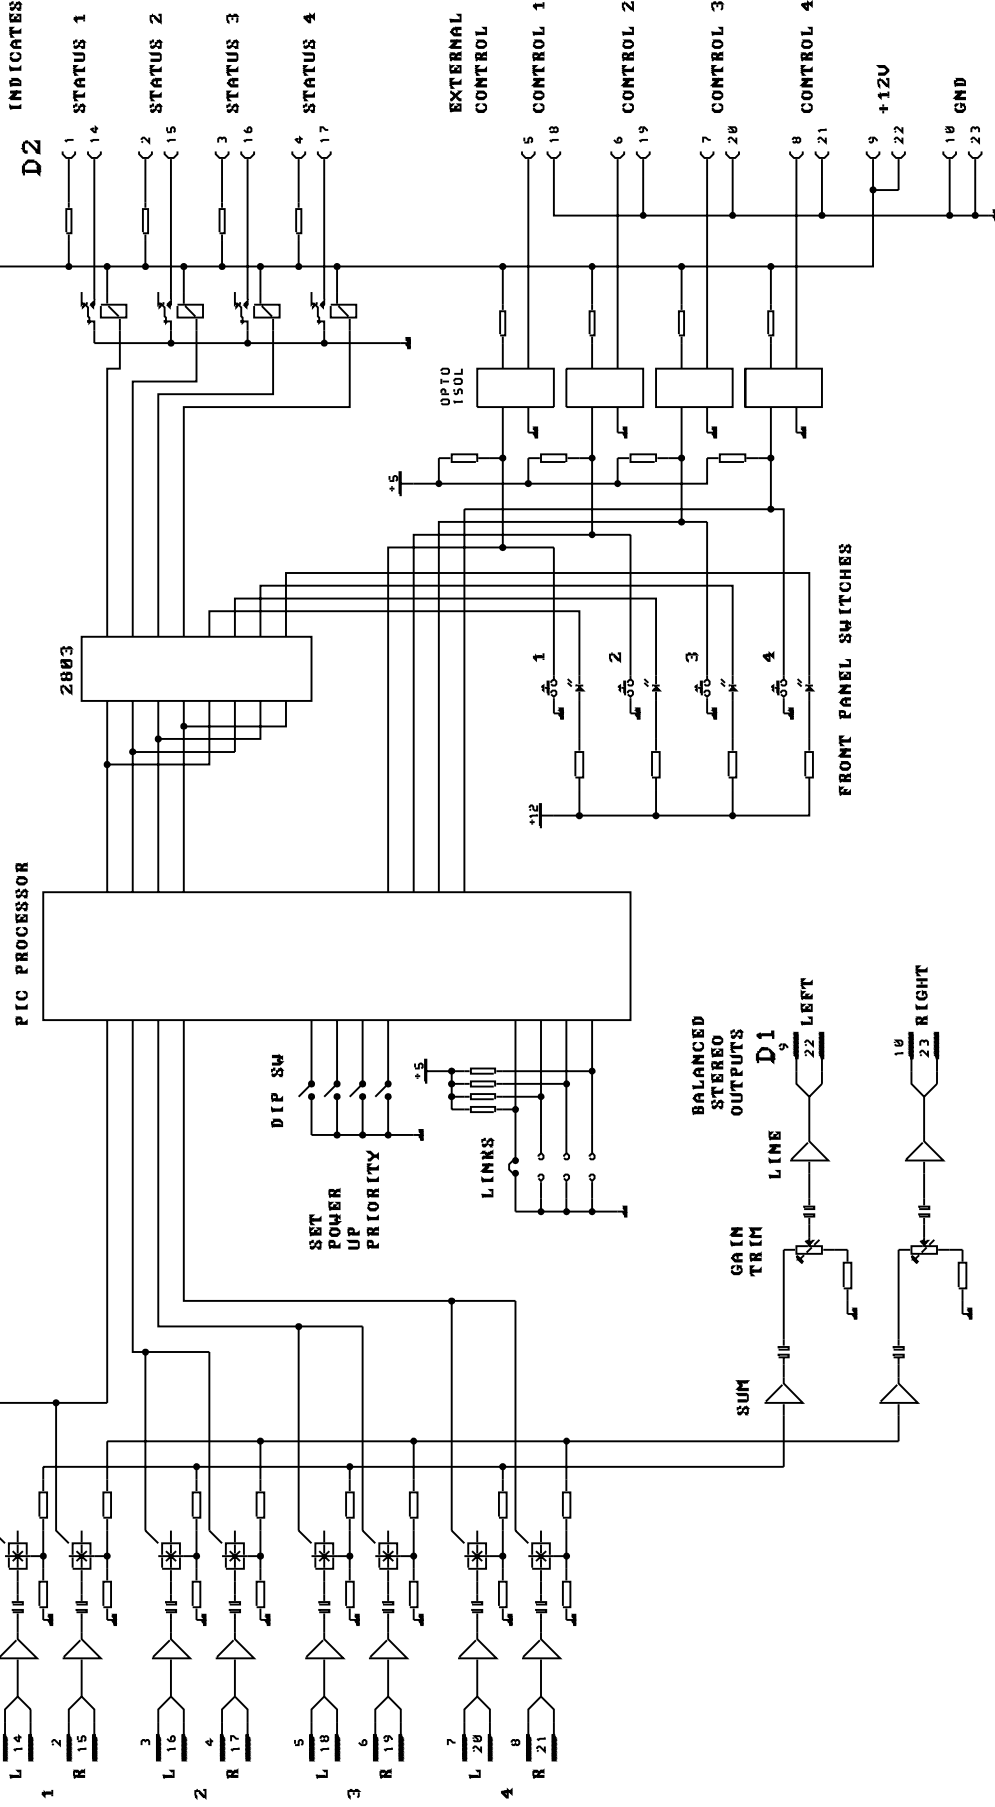 INDICATES
STATUS 1
STATUS 2
STATUS 3
STATUS 4
EXTERNAL
CONTROL
CONTROL 1
CONTROL 2
CONTROL 3
CONTROL 4
+12V
GND
D2
1
14
2
15
3
16
4
17
5
18
6
19
7
20
8
21
9
22
10
23
OPTO
ISOL
+5
2803
1
2
3
4
FRONT PANEL SWITCHES
+12
PIC PROCESSOR
DIP SW
SET
POWER
UP
PRIORITY
+5
LINKS
BALANCED
STEREO
OUTPUTS
D1
9
22
LEFT
10
23
RIGHT
LINE
GAIN
TRIM
SUM
14
L
2
15
R
1
3
16
L
4
17
R
2
5
18
L
6
19
R
3
7
20
L
8
21
R
4